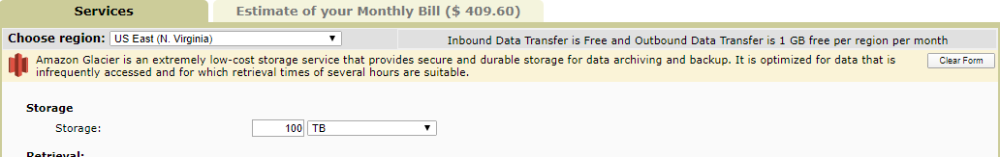 Services
Estimate of your Monthly Bill ($ 409.60)
Choose region: US East (N. Virginia)
Inbound Data Transfer is Free and Outbound Data Transfer is 1 GB free per region per month
Amazon Glacier is an extremely low-cost storage service that provides secure and durable storage for data archiving and backup. It is optimized for data that is
infrequently accessed and for which retrieval times of several hours are suitable.
Clear Form
Storage
Storage: 100 TB
Retrieval: